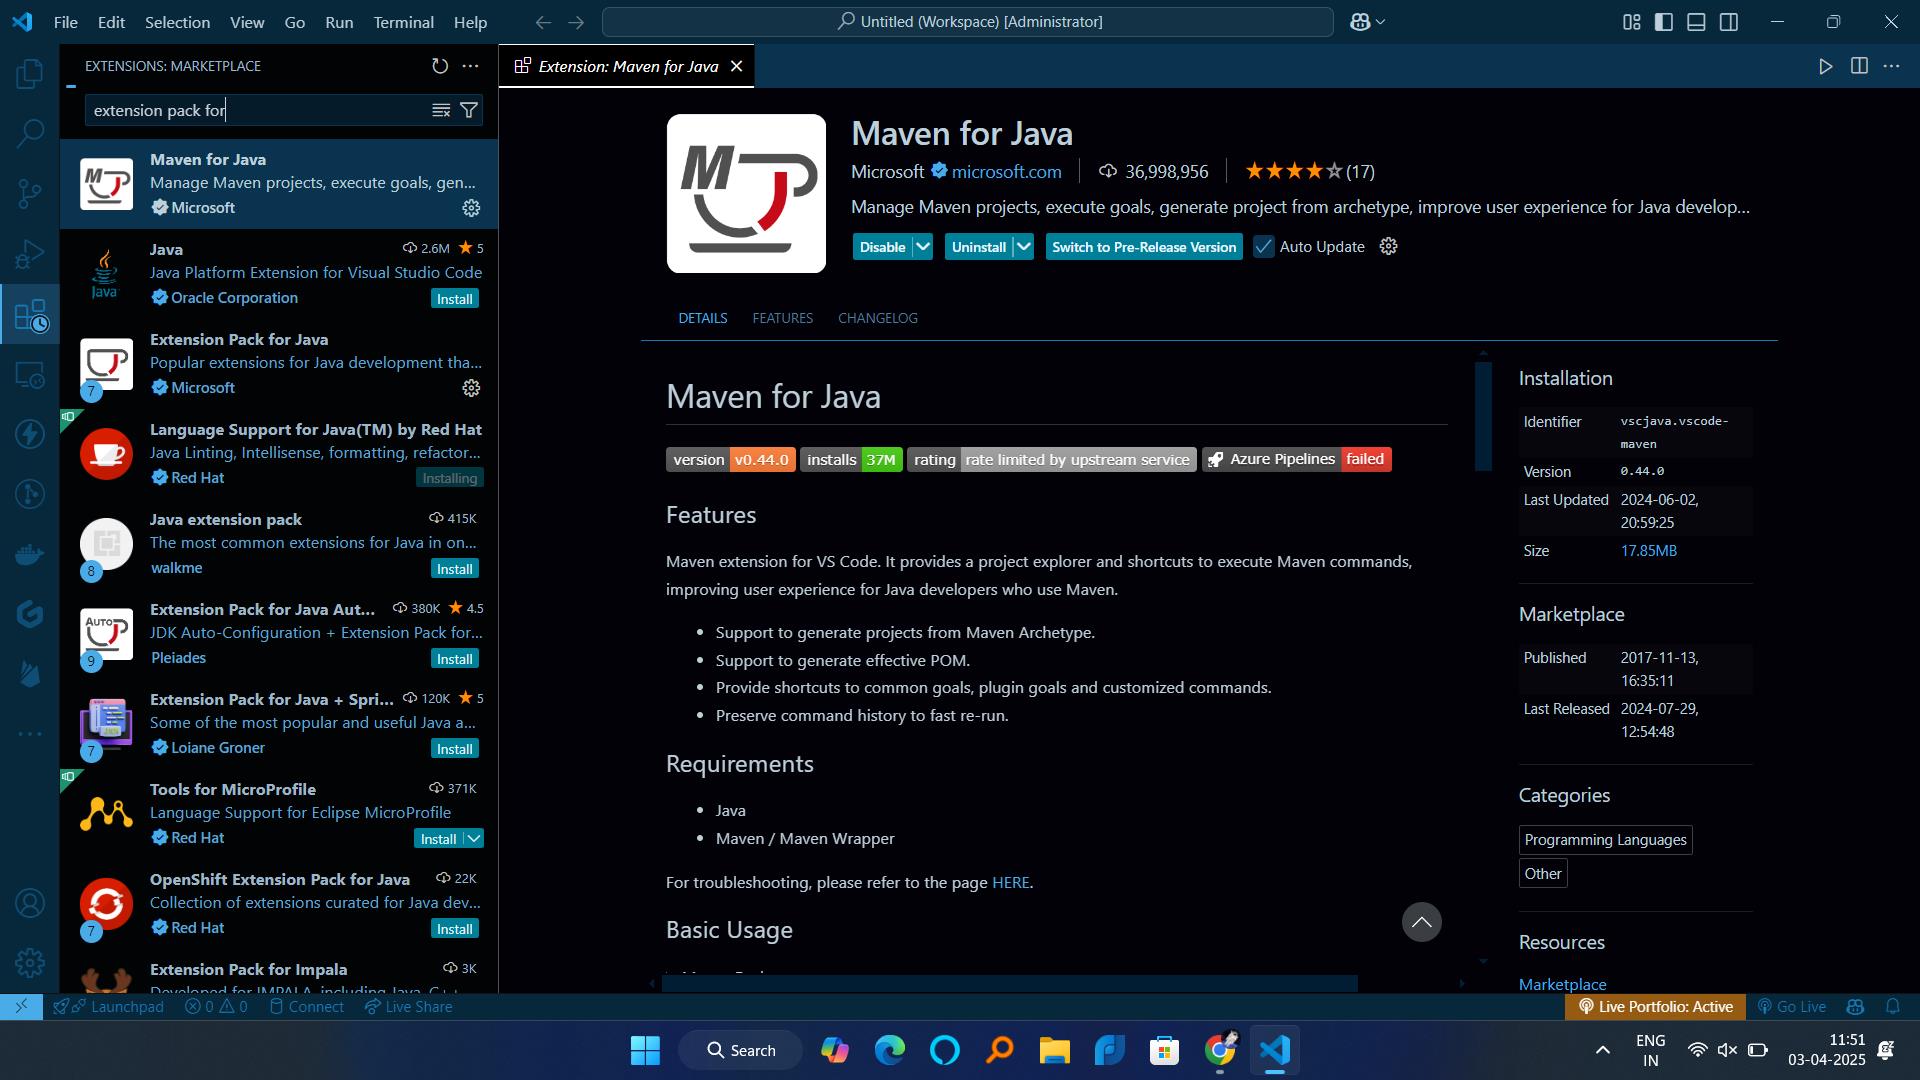 File Edit Selection View Go Run Terminal Help
Untitled (Workspace) [Administrator]
EXTENSIONS: MARKETPLACE
extension pack for
Maven for Java
Manage Maven projects, execute goals, gen...
Microsoft
Java 2.6M 5
Java Platform Extension for Visual Studio Code
Oracle Corporation Install
Extension Pack for Java
Popular extensions for Java development tha...
7 Microsoft
Language Support for Java(TM) by Red Hat
Java Linting, Intellisense, formatting, refactor...
Red Hat Installing
Java extension pack 415K
The most common extensions for Java in on...
8 walkme Install
Extension Pack for Java Aut... 380K 4.5
JDK Auto-Configuration + Extension Pack for...
9 Pleiades Install
Extension Pack for Java + Spri... 120K 5
Some of the most popular and useful Java a...
7 Loiane Groner Install
Tools for MicroProfile 371K
Language Support for Eclipse MicroProfile
Red Hat Install
OpenShift Extension Pack for Java 22K
Collection of extensions curated for Java dev...
7 Red Hat Install
Extension Pack for Impala 3K
Extension: Maven for Java
Maven for Java
Microsoft microsoft.com 36,998,956 (17)
Manage Maven projects, execute goals, generate project from archetype, improve user experience for Java develop...
Disable Uninstall Switch to Pre-Release Version Auto Update
DETAILS FEATURES CHANGELOG
Maven for Java
version v0.44.0 installs 37M rating rate limited by upstream service Azure Pipelines failed
Features
Maven extension for VS Code. It provides a project explorer and shortcuts to execute Maven commands,
improving user experience for Java developers who use Maven.
• Support to generate projects from Maven Archetype.
• Support to generate effective POM.
• Provide shortcuts to common goals, plugin goals and customized commands.
• Preserve command history to fast re-run.
Requirements
• Java
• Maven / Maven Wrapper
For troubleshooting, please refer to the page HERE.
Basic Usage
Installation
Identifier vscjava.vscode-
maven
Version 0.44.0
Last Updated 2024-06-02,
20:59:25
Size 17.85MB
Marketplace
Published 2017-11-13,
16:35:11
Last Released 2024-07-29,
12:54:48
Categories
Programming Languages
Other
Resources
Marketplace
Launchpad 0 0 Connect Live Share
Live Portfolio: Active Go Live
Search
ENG
IN
11:51
03-04-2025